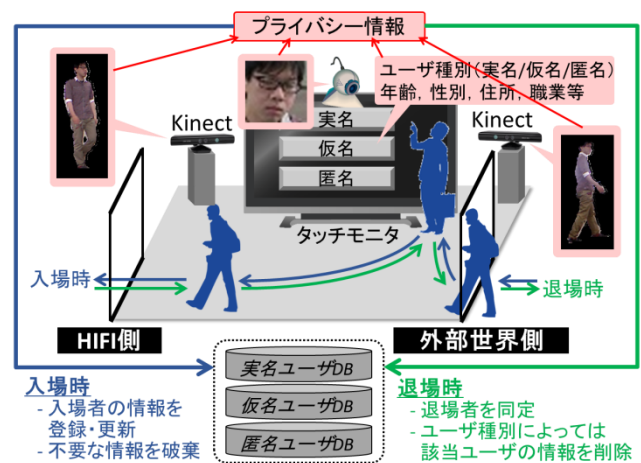 プライバシー情報
ユーザ種別(実名/仮名/匿名)
年齢, 性別, 住所, 職業等
Kinect
Kinect
実名
仮名
匿名
タッチモニタ
入場時
退場時
HIFI側
外部世界側
実名ユーザDB
仮名ユーザDB
匿名ユーザDB
入場時
- 入場者の情報を
登録・更新
- 不要な情報を破棄
退場時
- 退場者を同定
- ユーザ種別によっては
該当ユーザの情報を削除